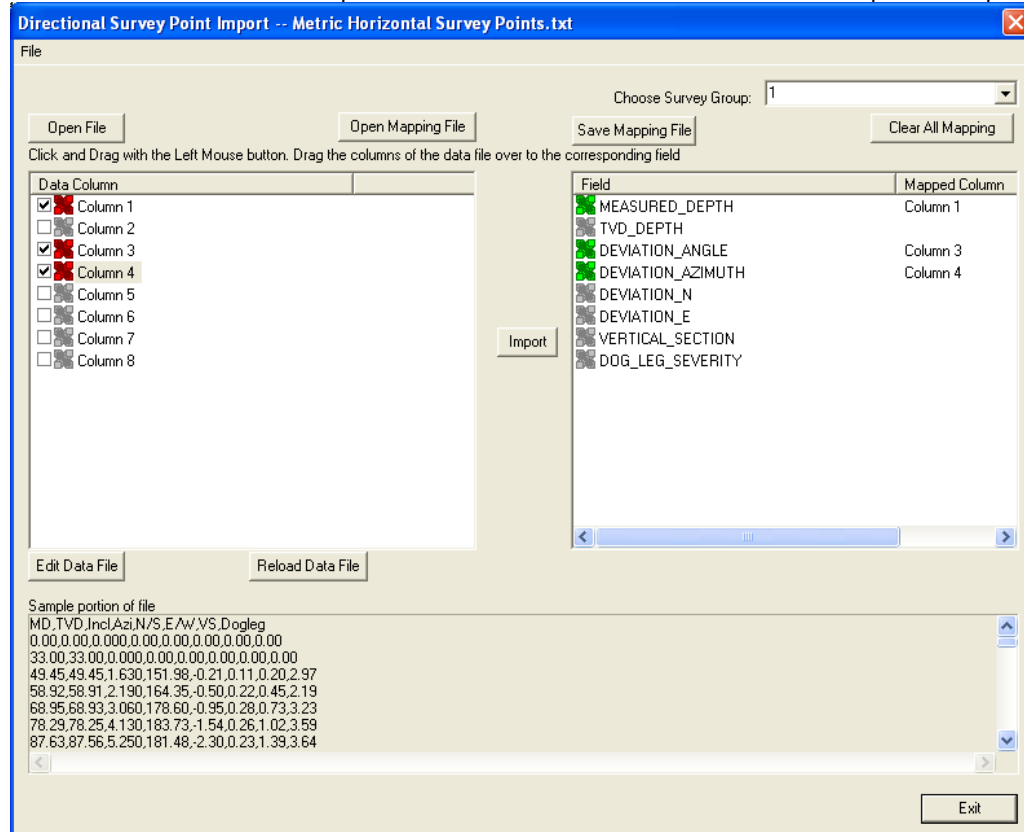 Directional Survey Point Import -- Metric Horizontal Survey Points.txt
File
Choose Survey Group: 1
Open File Open Mapping File Save Mapping File Clear All Mapping
Click and Drag with the Left Mouse button. Drag the columns of the data file over to the corresponding field
Data Column
Column 1
Column 2
Column 3
Column 4
Column 5
Column 6
Column 7
Column 8
Import
Field Mapped Column
MEASURED_DEPTH Column 1
TVD_DEPTH
DEVIATION_ANGLE Column 3
DEVIATION_AZIMUTH Column 4
DEVIATION_N
DEVIATION_E
VERTICAL_SECTION
DOG_LEG_SEVERITY
Edit Data File Reload Data File
Sample portion of file
MD,TVD,Incl,Azi,N/S,E/W,VS,Dogleg
0.00,0.00,0.000,0.00,0.00,0.00,0.00,0.00
33.00,33.00,0.000,0.00,0.00,0.00,0.00,0.00
49.45,49.45,1.630,151.98,-0.21,0.11,0.20,2.97
58.92,58.91,2.190,164.35,-0.50,0.22,0.45,2.19
68.95,68.93,3.060,178.60,-0.95,0.28,0.73,3.23
78.29,78.25,4.130,183.73,-1.54,0.26,1.02,3.59
87.63,87.56,5.250,181.48,-2.30,0.23,1.39,3.64
Exit